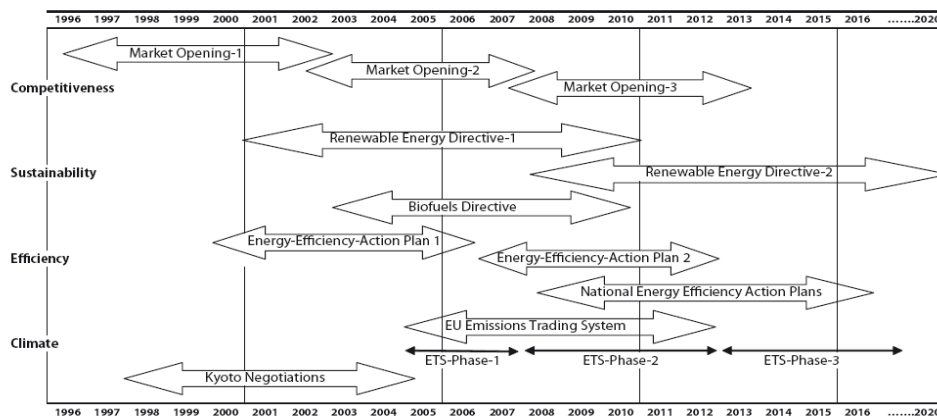 1996 1997 1998 1999 2000 2001 2002 2003 2004 2005 2006 2007 2008 2009 2010 2011 2012 2013 2014 2015 2016 .......2020
Market Opening-1
Market Opening-2
Competitiveness
Market Opening-3
Renewable Energy Directive-1
Sustainability
Renewable Energy Directive-2
Biofuels Directive
Energy-Efficiency-Action Plan 1
Efficiency
Energy-Efficiency-Action Plan 2
National Energy Efficiency Action Plans
EU Emissions Trading System
Climate
ETS-Phase-1 ETS-Phase-2 ETS-Phase-3
Kyoto Negotiations
1996 1997 1998 1999 2000 2001 2002 2003 2004 2005 2006 2007 2008 2009 2010 2011 2012 2013 2014 2015 2016 .......2020